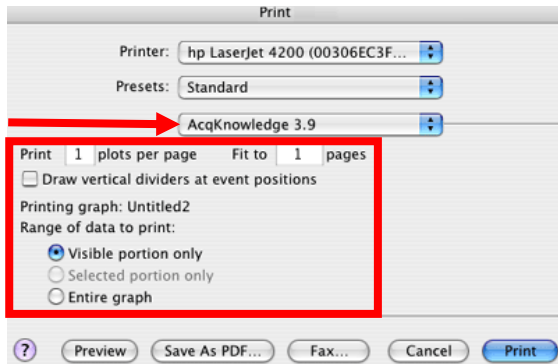 Print
Printer: hp LaserJet 4200 (00306EC3F...
Presets: Standard
AcqKnowledge 3.9
Print 1 plots per page Fit to 1 pages
Draw vertical dividers at event positions
Printing graph: Untitled2
Range of data to print:
Visible portion only
Selected portion only
Entire graph
? Preview Save As PDF... Fax... Cancel Print